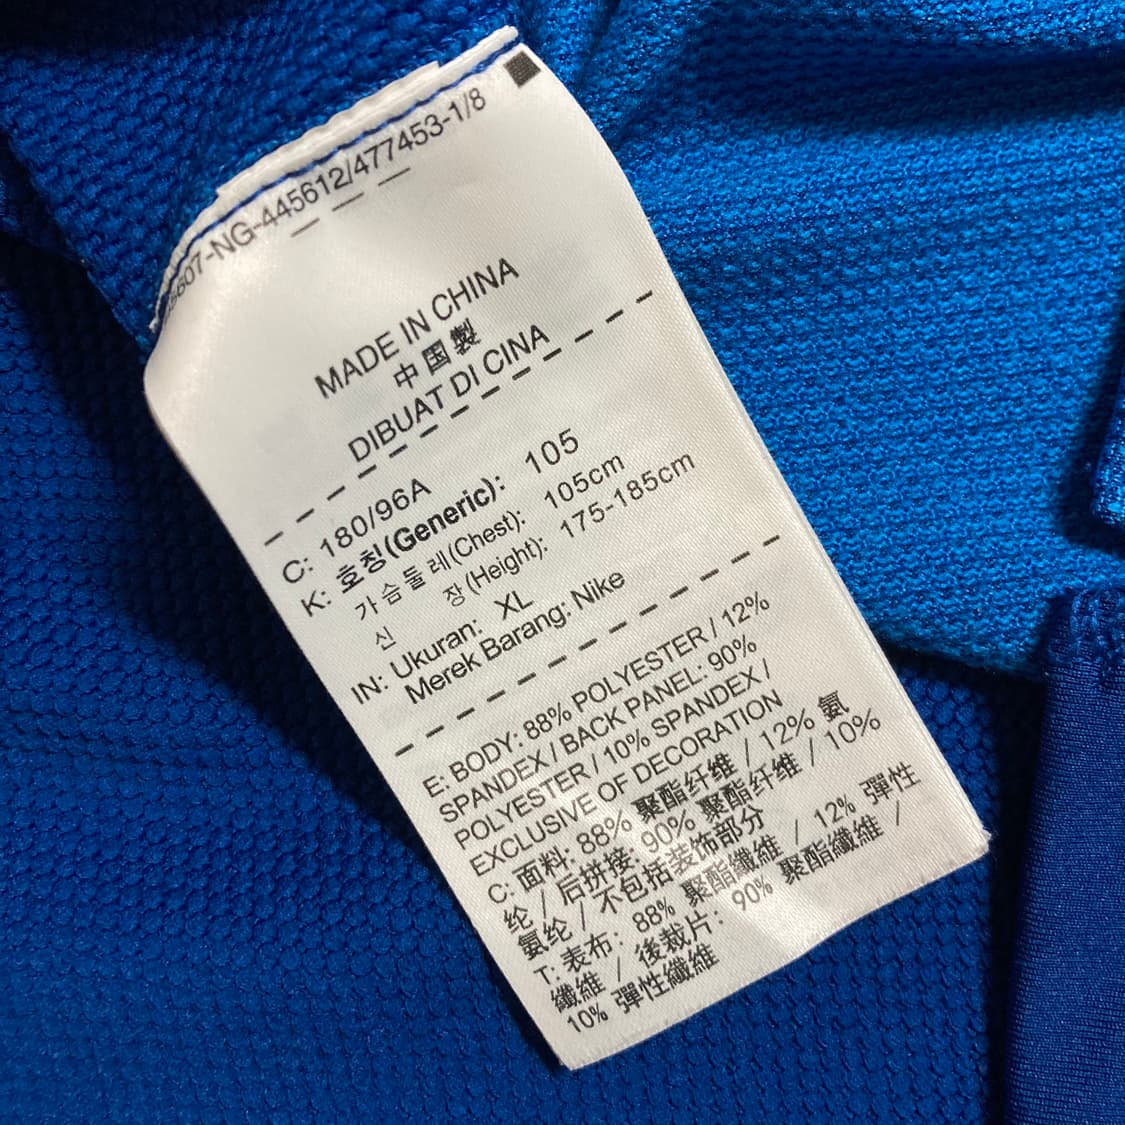 607-NG-445612/477453-1/8
MADE IN CHINA
中国製
DIBUAT DI CINA
C: 180/96A
K: 호칭(Generic): 105
가슴둘레(Chest): 105cm
신 장(Height): 175-185cm
IN: Ukuran: XL
Merek Barang: Nike
E: BODY: 88% POLYESTER / 12%
SPANDEX / BACK PANEL: 90%
POLYESTER / 10% SPANDEX /
EXCLUSIVE OF DECORATION
C: 面料: 88% 聚酯纤维 / 12% 氨
纶 / 后拼接: 90% 聚酯纤维 / 10%
氨纶 / 不包括装饰部分
T: 表布: 88% 聚酯纖維 / 12% 彈性
纖維 / 後裁片: 90% 聚酯纖維 /
10% 彈性纖維